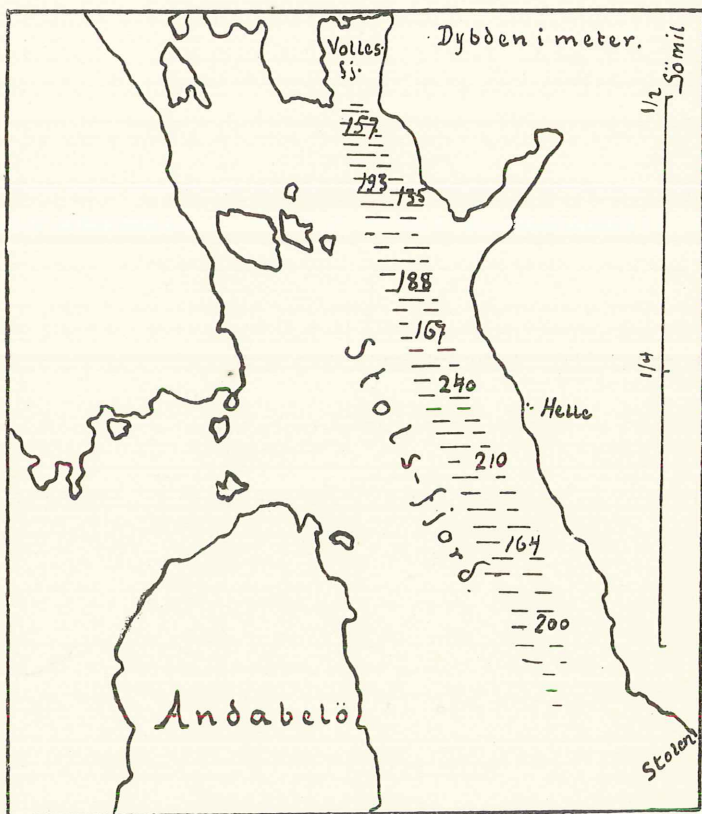 Volles-
fj.
Dybden i meter.
1/2 Sömil
157
193
135
188
167
1/4
240
Helle
Stols-fjord
210
164
200
Andabelö
Stolen